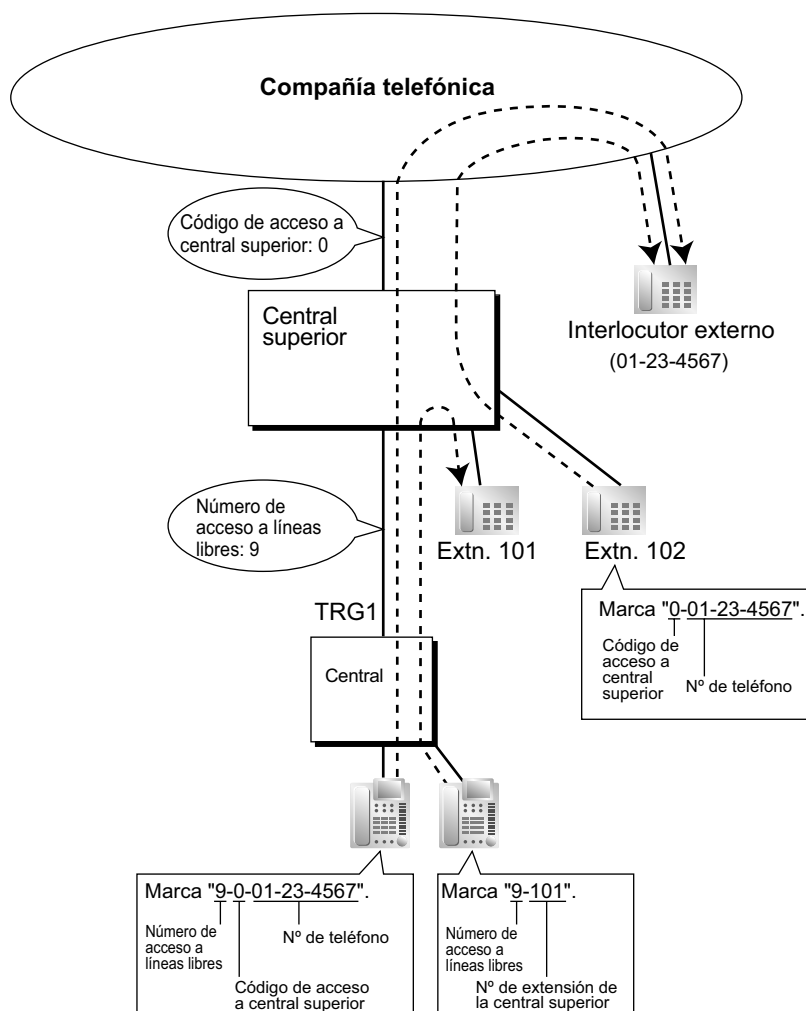 Compañía telefónica
Código de acceso a
central superior: 0
Central
superior
Interlocutor externo
(01-23-4567)
Número de
acceso a líneas
libres: 9
Extn. 101
Extn. 102
TRG1
Marca "0-01-23-4567".
Código de
acceso a
central
superior
Nº de teléfono
Central
Marca "9-0-01-23-4567".
Número de
acceso a
líneas libres
Nº de teléfono
Código de acceso
a central superior
Marca "9-101".
Número de
acceso a
líneas libres
Nº de extensión de
la central superior